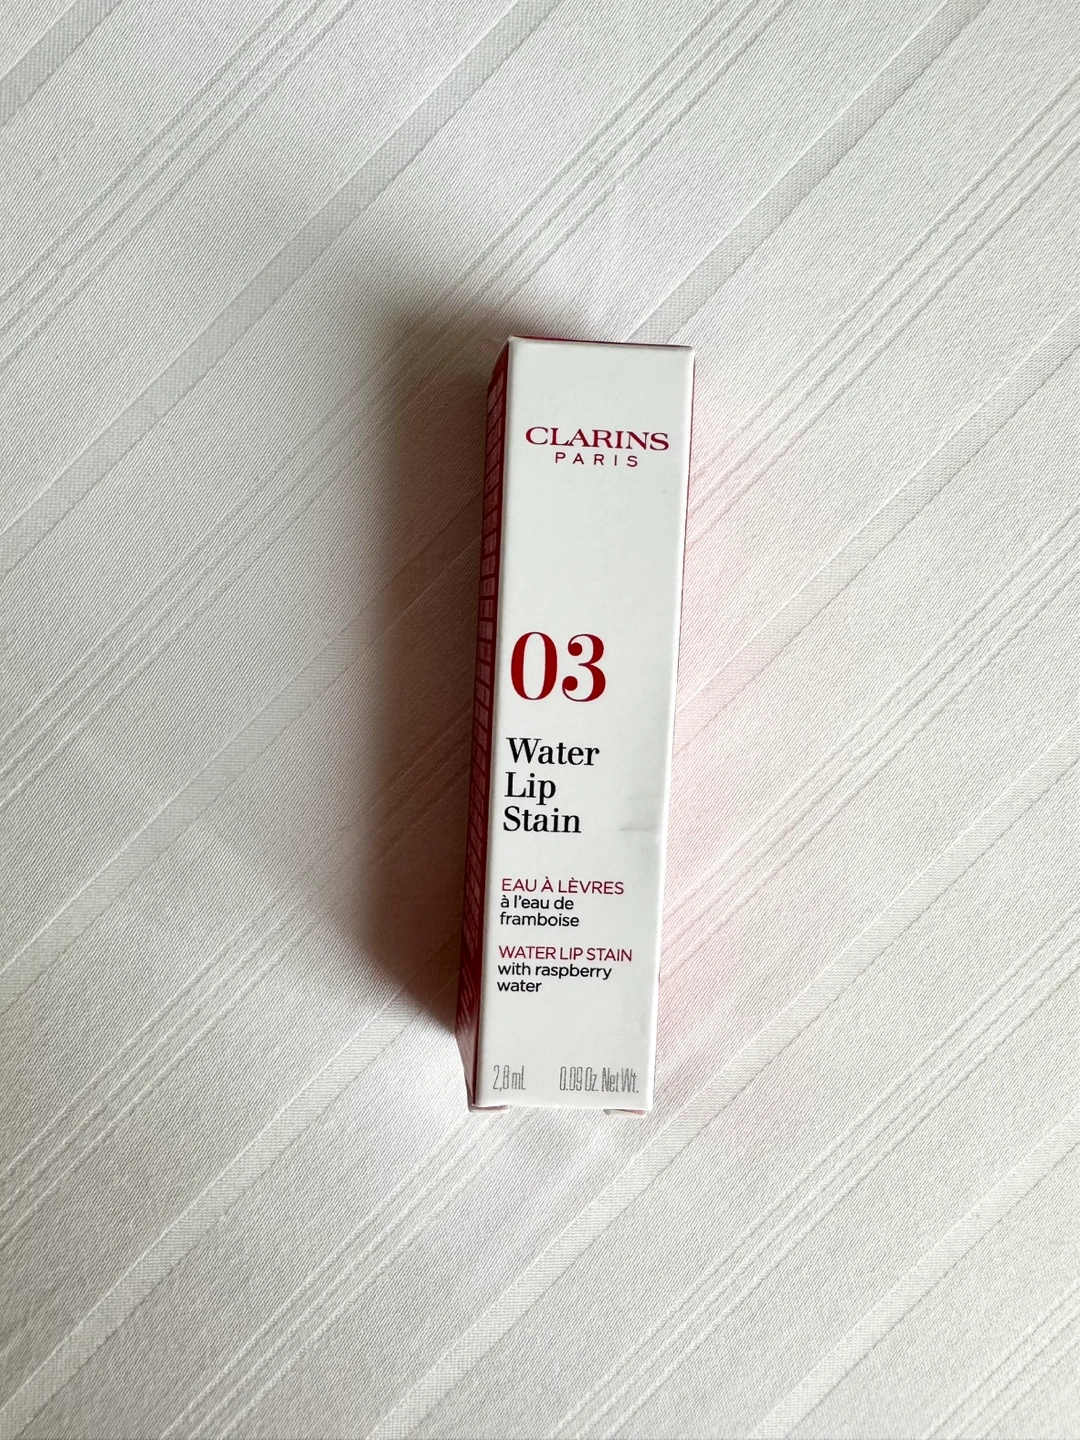 CLARINS
PARIS
03
Water
Lip
Stain
EAU À LÈVRES
à l'eau de
framboise
WATER LIP STAIN
with raspberry
water
2,8 mL 0.09 Oz. Net Wt.